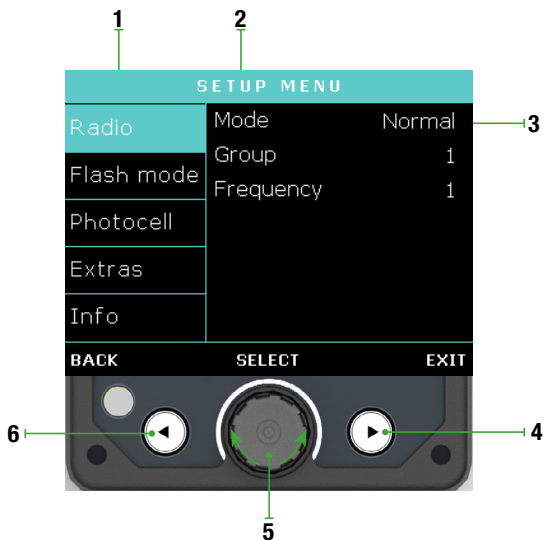 1 2
SETUP MENU
Radio
Flash mode
Photocell
Extras
Info
Mode Normal
Group 1
Frequency 1
3
BACK SELECT EXIT
6
4
5